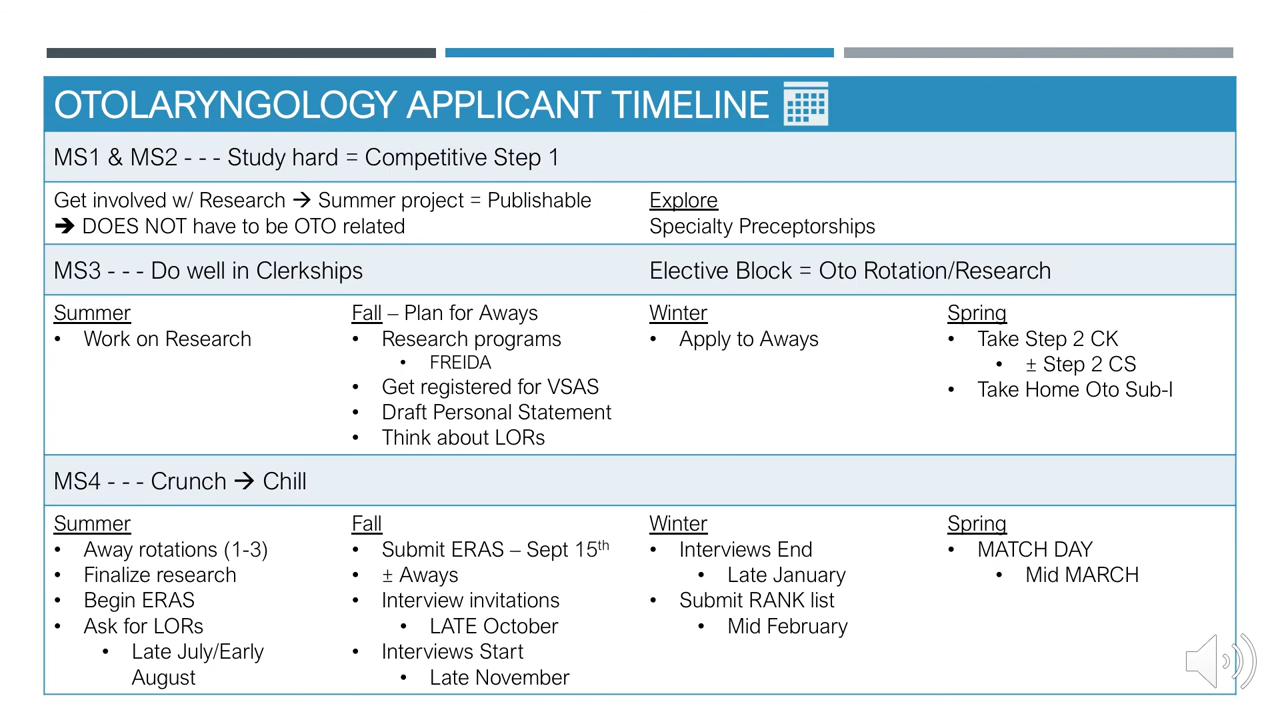 OTOLARYNGOLOGY APPLICANT TIMELINE
MS1 & MS2 - - - Study hard = Competitive Step 1
Get involved w/ Research → Summer project = Publishable
➔ DOES NOT have to be OTO related
Explore
Specialty Preceptorships
MS3 - - - Do well in Clerkships
Elective Block = Oto Rotation/Research
Summer
• Work on Research
Fall – Plan for Aways
• Research programs
• FREIDA
• Get registered for VSAS
• Draft Personal Statement
• Think about LORs
Winter
• Apply to Aways
Spring
• Take Step 2 CK
• ± Step 2 CS
• Take Home Oto Sub-I
MS4 - - - Crunch → Chill
Summer
• Away rotations (1-3)
• Finalize research
• Begin ERAS
• Ask for LORs
• Late July/Early
August
Fall
• Submit ERAS – Sept 15th
• ± Aways
• Interview invitations
• LATE October
• Interviews Start
• Late November
Winter
• Interviews End
• Late January
• Submit RANK list
• Mid February
Spring
• MATCH DAY
• Mid MARCH